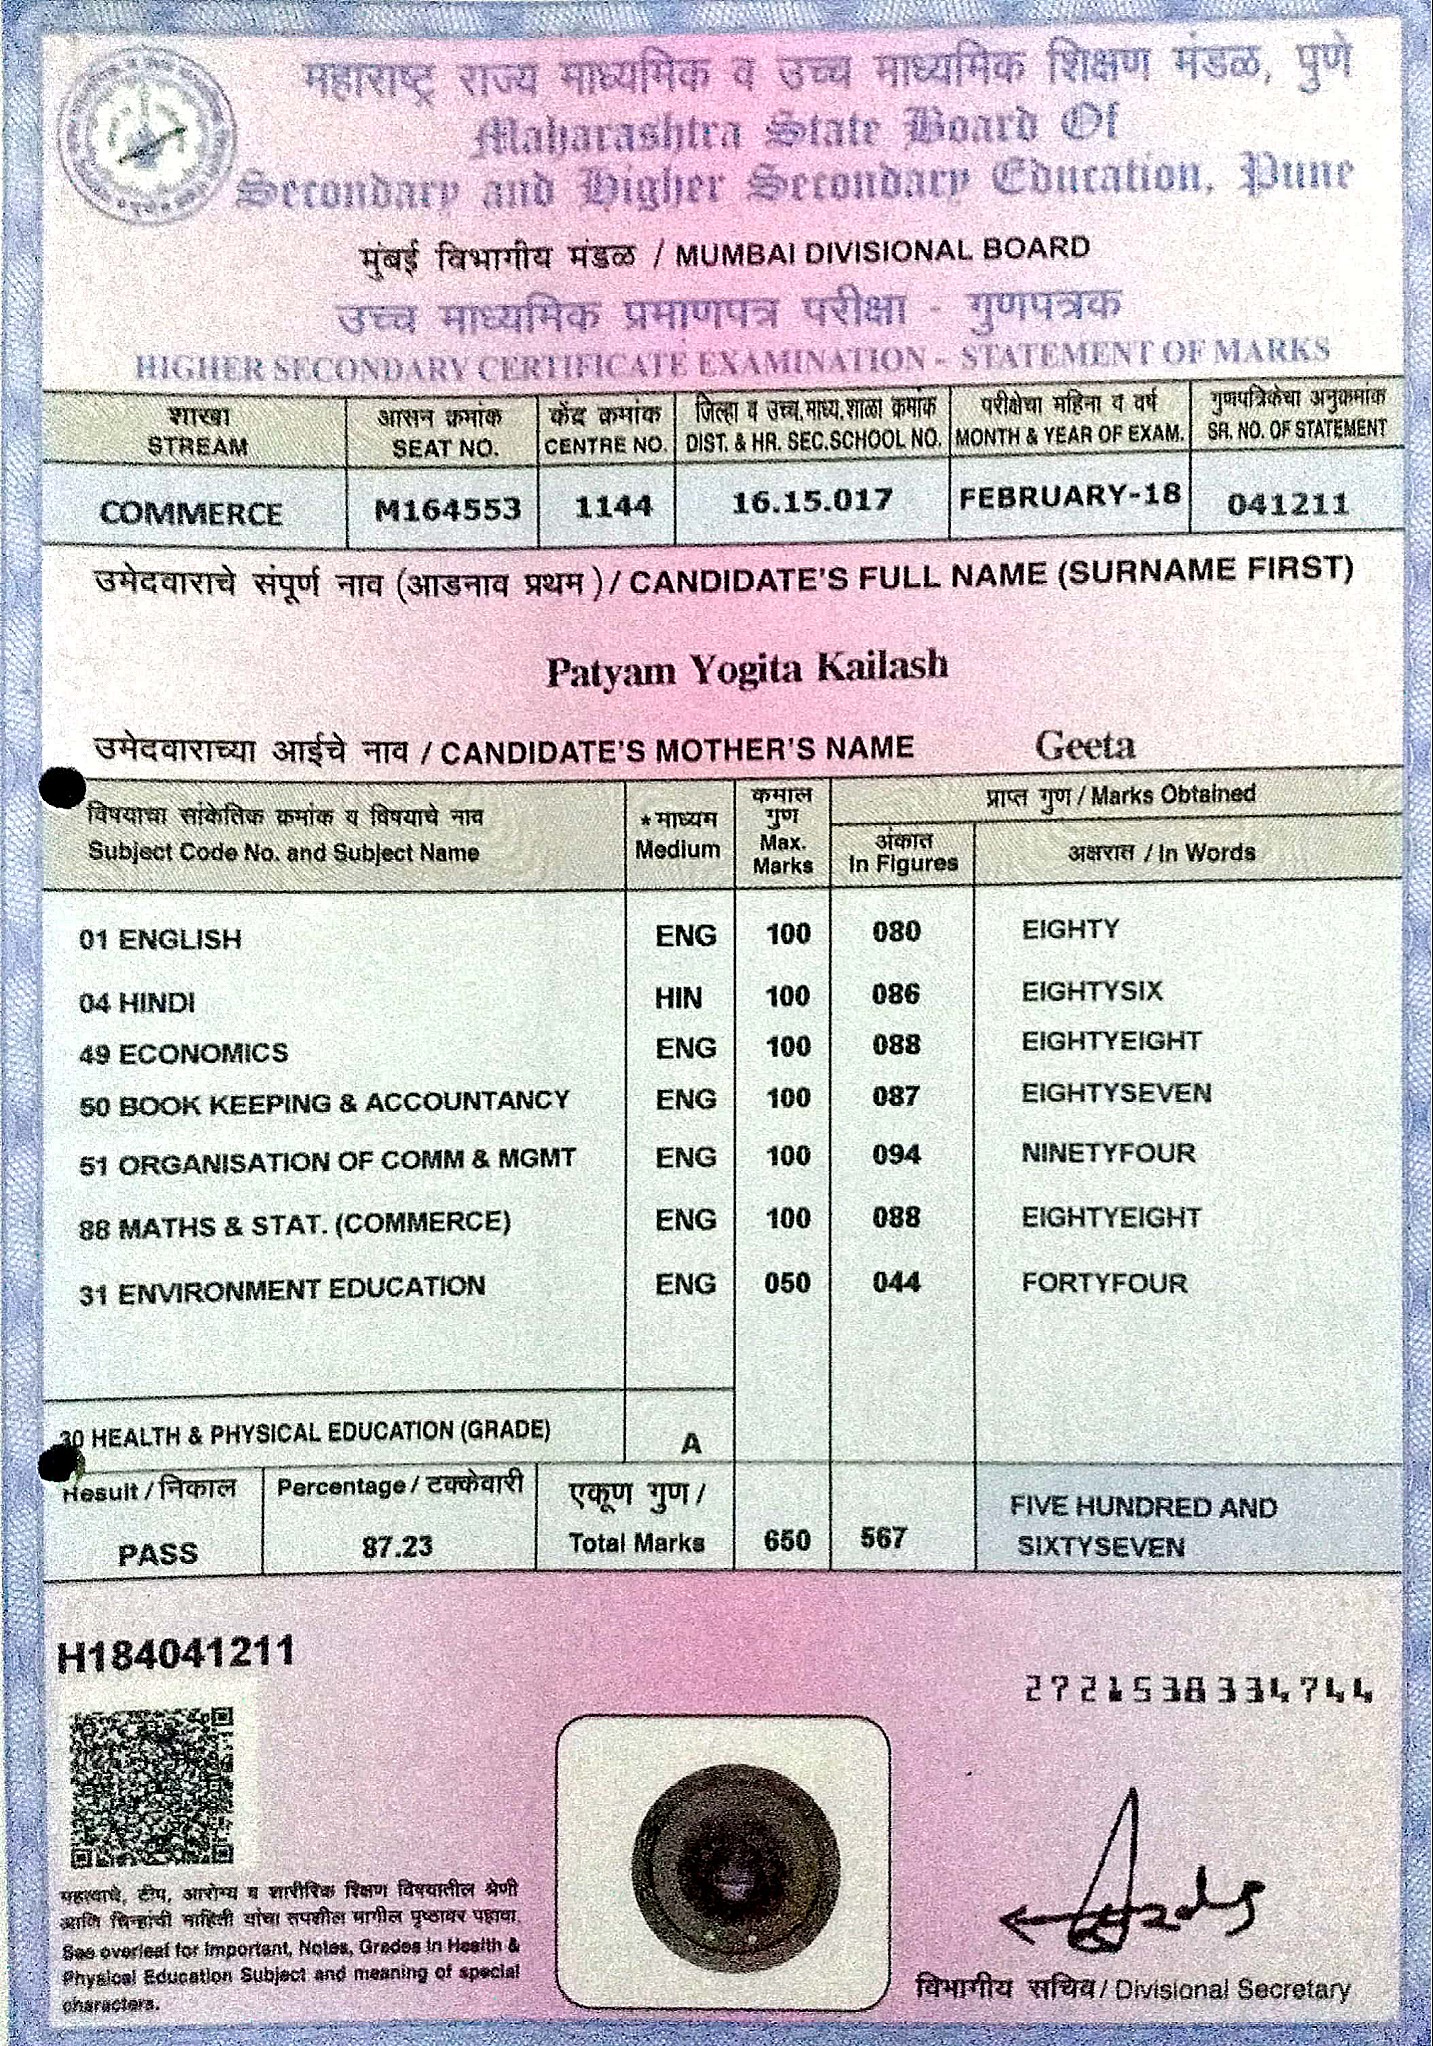 महाराष्ट्र राज्य माध्यमिक व उच्च माध्यमिक शिक्षण मंडळ, पुणे
Maharashtra State Board Of
Secondary and Higher Secondary Education, Pune
मुंबई विभागीय मंडळ / MUMBAI DIVISIONAL BOARD
उच्च माध्यमिक प्रमाणपत्र परीक्षा - गुणपत्रक
HIGHER SECONDARY CERTIFICATE EXAMINATION - STATEMENT OF MARKS
शाखा आसन क्रमांक केंद्र क्रमांक जिल्हा व उच्च.माध्य.शाळा क्रमांक परीक्षेचा महिना व वर्ष गुणपत्रिकेचा अनुक्रमांक
STREAM SEAT NO. CENTRE NO. DIST. & HR. SEC.SCHOOL NO. MONTH & YEAR OF EXAM. SR. NO. OF STATEMENT
COMMERCE M164553 1144 16.15.017 FEBRUARY-18 041211
उमेदवाराचे संपूर्ण नाव (आडनाव प्रथम) / CANDIDATE'S FULL NAME (SURNAME FIRST)
Patyam Yogita Kailash
उमेदवाराच्या आईचे नाव / CANDIDATE'S MOTHER'S NAME Geeta
विषयाचा सांकेतिक क्रमांक व विषयाचे नाव
Subject Code No. and Subject Name
* माध्यम
Medium
कमाल
गुण
Max.
Marks
प्राप्त गुण / Marks Obtained
अंकात
In Figures
अक्षरात / In Words
01 ENGLISH ENG 100 080 EIGHTY
04 HINDI HIN 100 086 EIGHTYSIX
49 ECONOMICS ENG 100 088 EIGHTYEIGHT
50 BOOK KEEPING & ACCOUNTANCY ENG 100 087 EIGHTYSEVEN
51 ORGANISATION OF COMM & MGMT ENG 100 094 NINETYFOUR
88 MATHS & STAT. (COMMERCE) ENG 100 088 EIGHTYEIGHT
31 ENVIRONMENT EDUCATION ENG 050 044 FORTYFOUR
30 HEALTH & PHYSICAL EDUCATION (GRADE) A
Result / निकाल Percentage / टक्केवारी एकूण गुण /
PASS 87.23 Total Marks 650 567
FIVE HUNDRED AND
SIXTYSEVEN
H184041211
2721538334744
महत्वाचे, टीप, आरोग्य व शारीरिक शिक्षण विषयातील श्रेणी
आणि चिन्हांची माहिती यांचा तपशील मागील पृष्ठावर पहावा.
See overleaf for Important, Notes, Grades in Health &
Physical Education Subject and meaning of special
characters.
विभागीय सचिव / Divisional Secretary